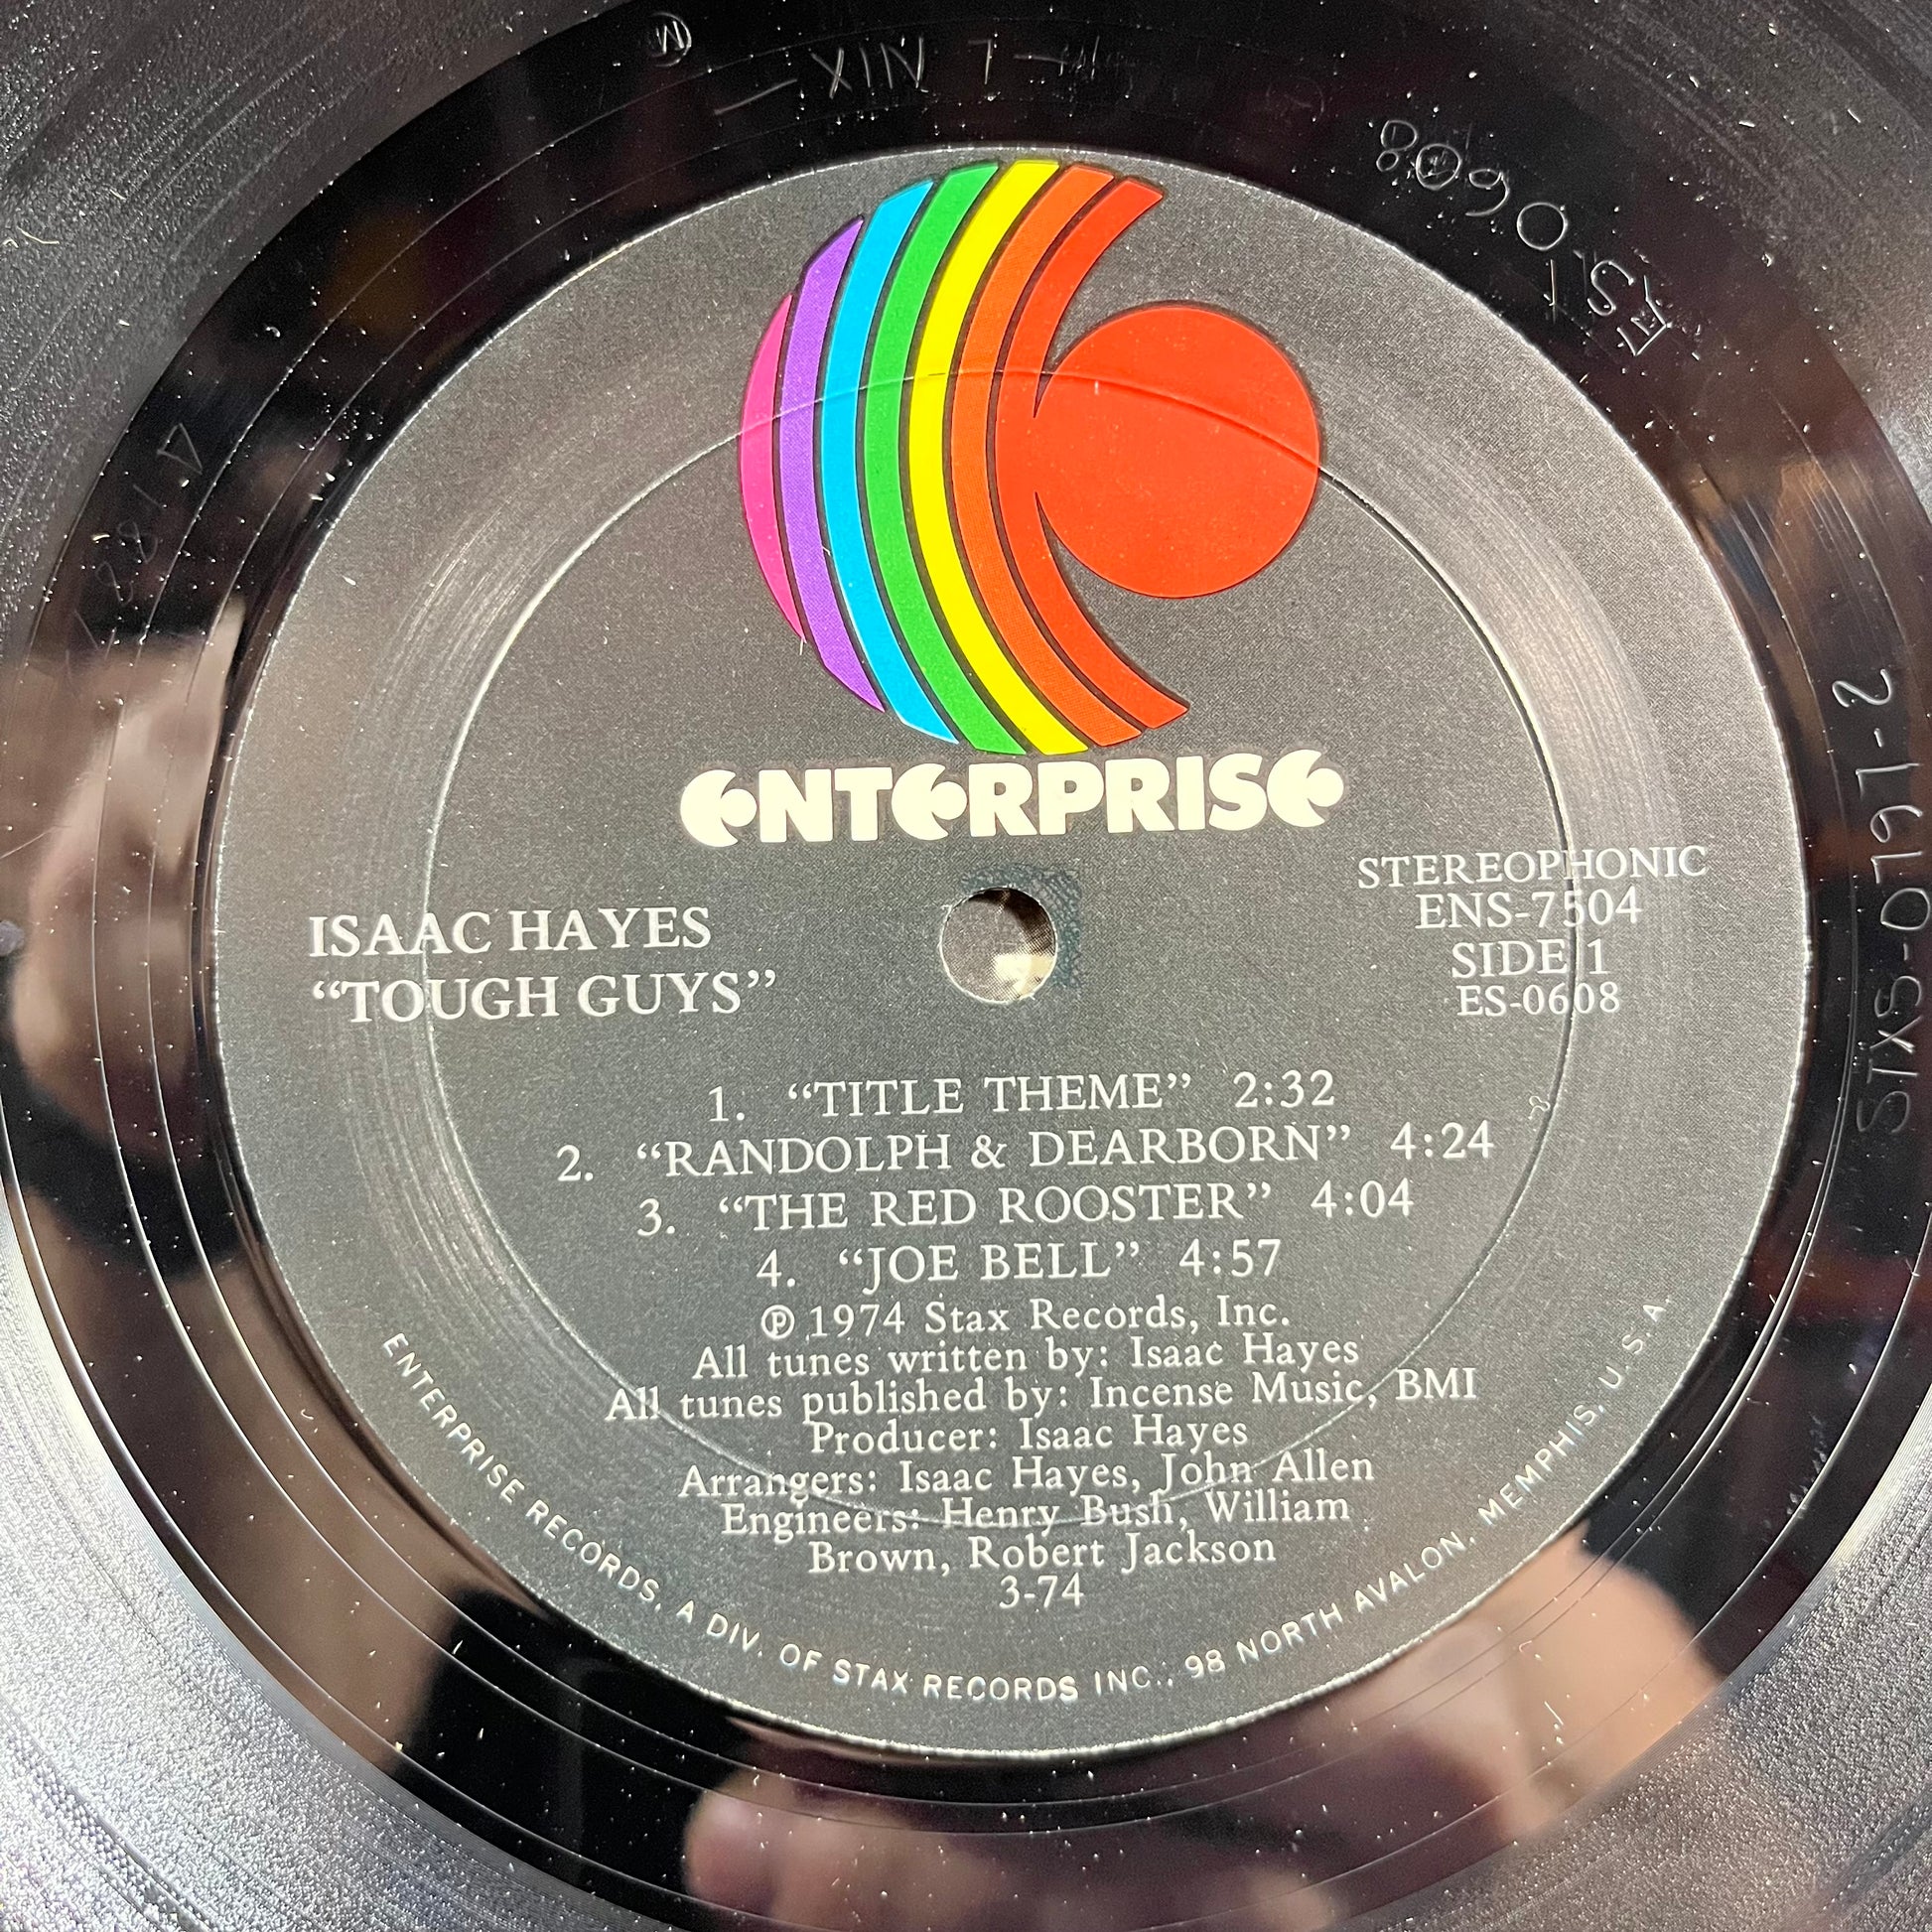 ENTERPRISE
ISAAC HAYES
“TOUGH GUYS”
STEREOPHONIC
ENS-7504
SIDE 1
ES-0608
1. “TITLE THEME” 2:32
2. “RANDOLPH & DEARBORN” 4:24
3. “THE RED ROOSTER” 4:04
4. “JOE BELL” 4:57
℗ 1974 Stax Records, Inc.
All tunes written by: Isaac Hayes
All tunes published by: Incense Music, BMI
Producer: Isaac Hayes
Arrangers: Isaac Hayes, John Allen
Engineers: Henry Bush, William
Brown, Robert Jackson
3-74
ENTERPRISE RECORDS, A DIV. OF STAX RECORDS INC., 98 NORTH AVALON, MEMPHIS, U. S. A.
STXS-0191-2